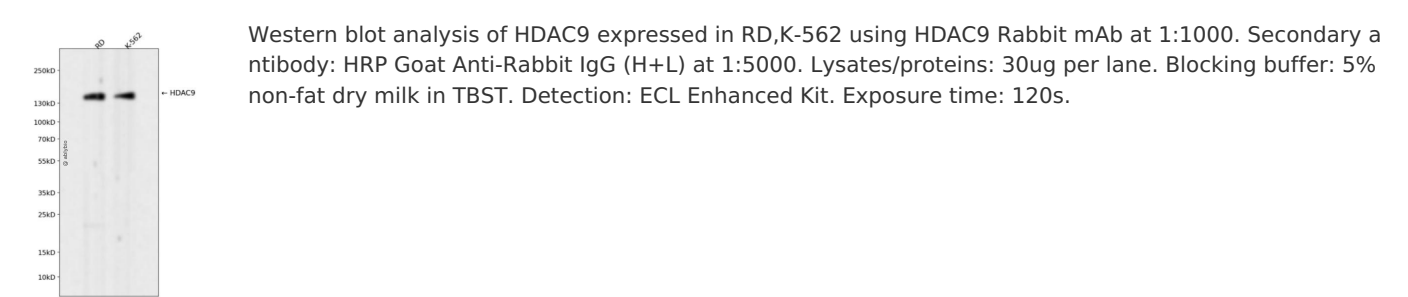 RD K-562
250kD
← HDAC9
130kD
100kD
70kD
55kD
35kD
25kD
15kD
10kD
Western blot analysis of HDAC9 expressed in RD,K-562 using HDAC9 Rabbit mAb at 1:1000. Secondary a
ntibody: HRP Goat Anti-Rabbit IgG (H+L) at 1:5000. Lysates/proteins: 30ug per lane. Blocking buffer: 5%
non-fat dry milk in TBST. Detection: ECL Enhanced Kit. Exposure time: 120s.